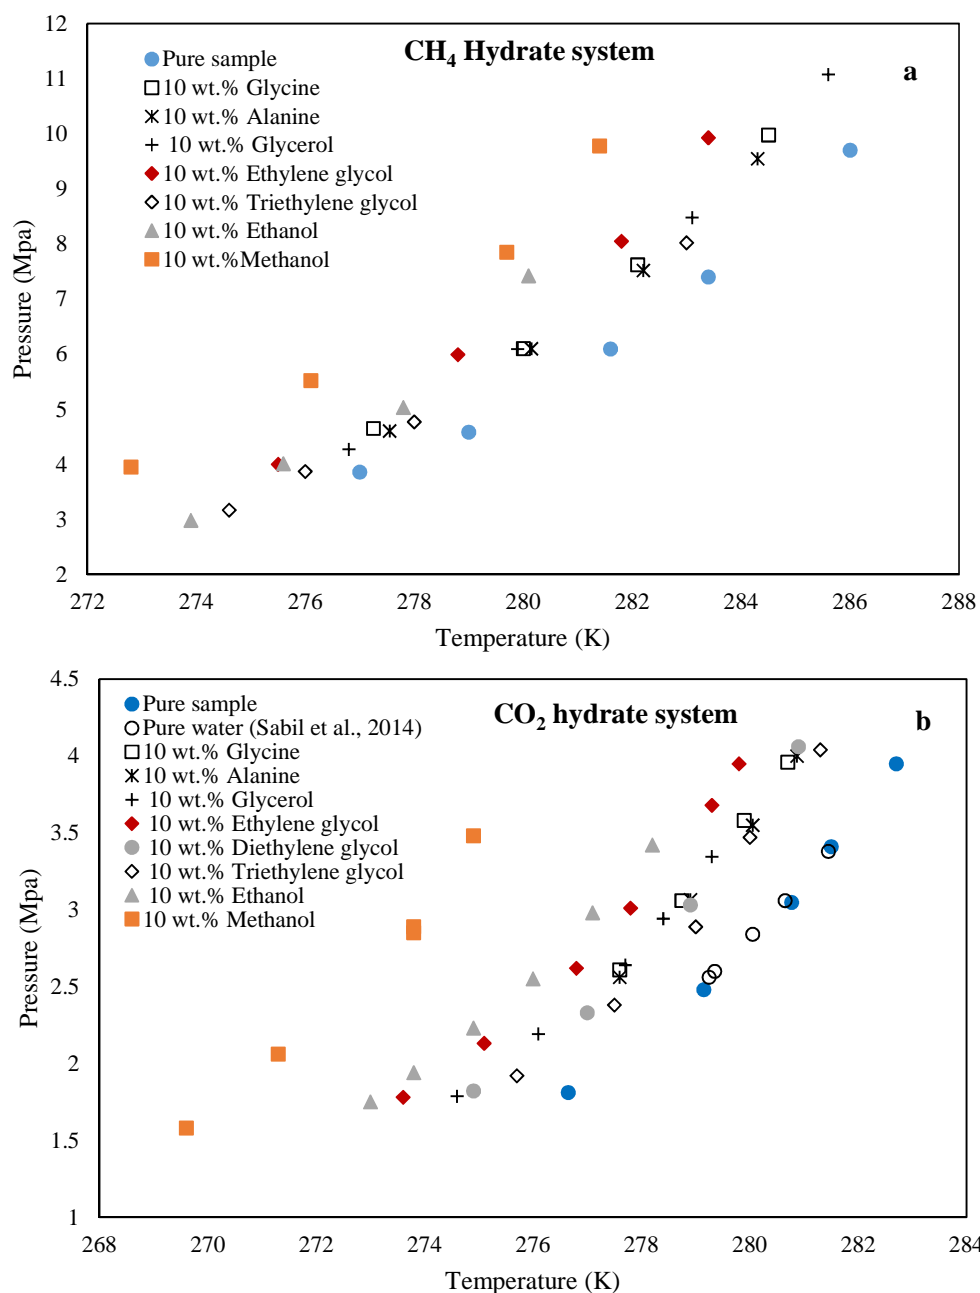 CH4 Hydrate system
a
Pure sample
10 wt.% Glycine
10 wt.% Alanine
10 wt.% Glycerol
10 wt.% Ethylene glycol
10 wt.% Triethylene glycol
10 wt.% Ethanol
10 wt.%Methanol
12
11
10
9
8
7
6
5
4
3
2
Pressure (Mpa)
272 274 276 278 280 282 284 286 288
Temperature (K)
CO2 hydrate system
b
Pure sample
Pure water (Sabil et al., 2014)
10 wt.% Glycine
10 wt.% Alanine
10 wt.% Glycerol
10 wt.% Ethylene glycol
10 wt.% Diethylene glycol
10 wt.% Triethylene glycol
10 wt.% Ethanol
10 wt.% Methanol
4.5
4
3.5
3
2.5
2
1.5
1
Pressure (Mpa)
268 270 272 274 276 278 280 282 284
Temperature (K)